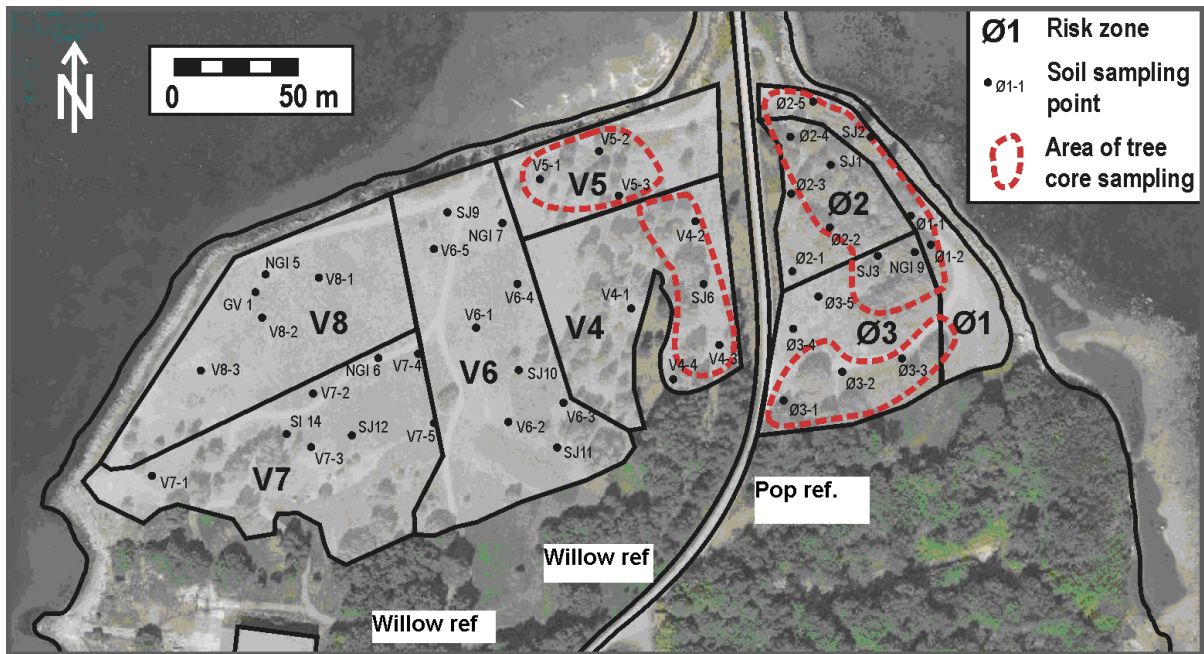 N
0 50 m
Ø1 Risk zone
Ø1-1 Soil sampling
point
Area of tree
core sampling
Ø2-5
SJ2
Ø2-4
V5-2
SJ1
V5-1
V5
V5-3
Ø2-3
Ø2
SJ9
NGI 7
V4-2
Ø1-1
Ø2-2
V6-5
Ø1-2
SJ3
NGI 9
NGI 5
V8-1
Ø2-1
GV 1
V6-4
SJ6
V4-1
Ø3-5
V8
V8-2
V6-1
V4
Ø3-4
Ø3
Ø1
V4-3
NGI 6
V7-4
V8-3
V6
SJ10
V4-4
Ø3-2
Ø3-3
V7-2
V6-3
Ø3-1
SI 14
SJ12
V7-5
V6-2
V7-3
SJ11
V7-1
V7
Pop ref.
Willow ref
Willow ref